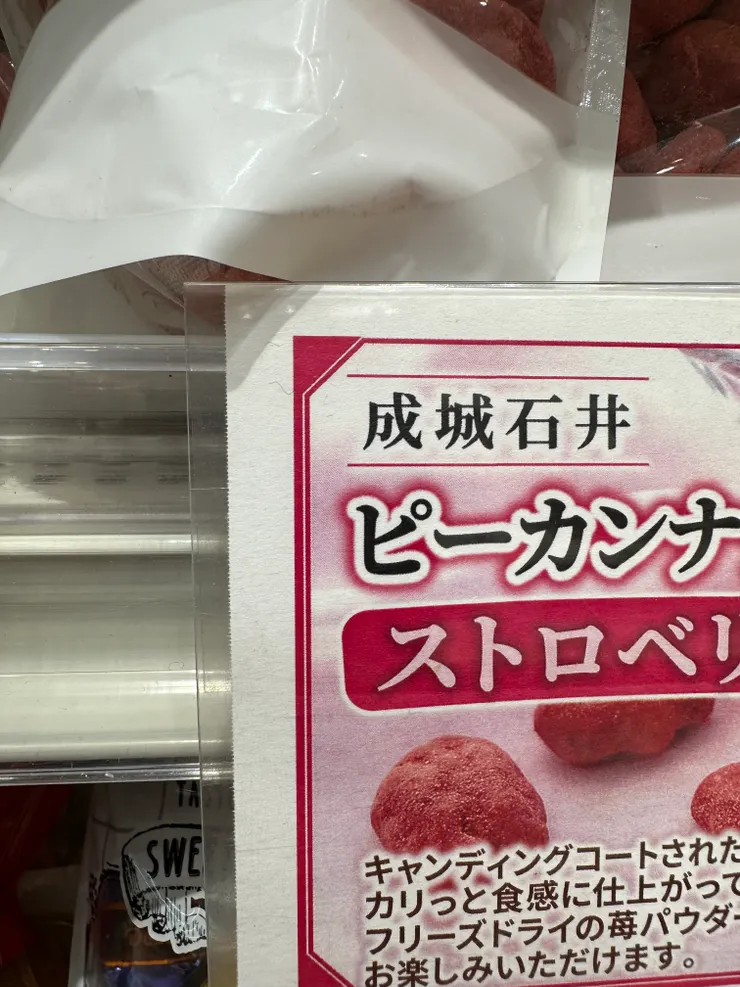 成城石井
ピーカンナ
ストロベリ
キャンディングコートされた
カリっと食感に仕上がって
フリーズドライの苺パウダー
お楽しみいただけます。
SWE